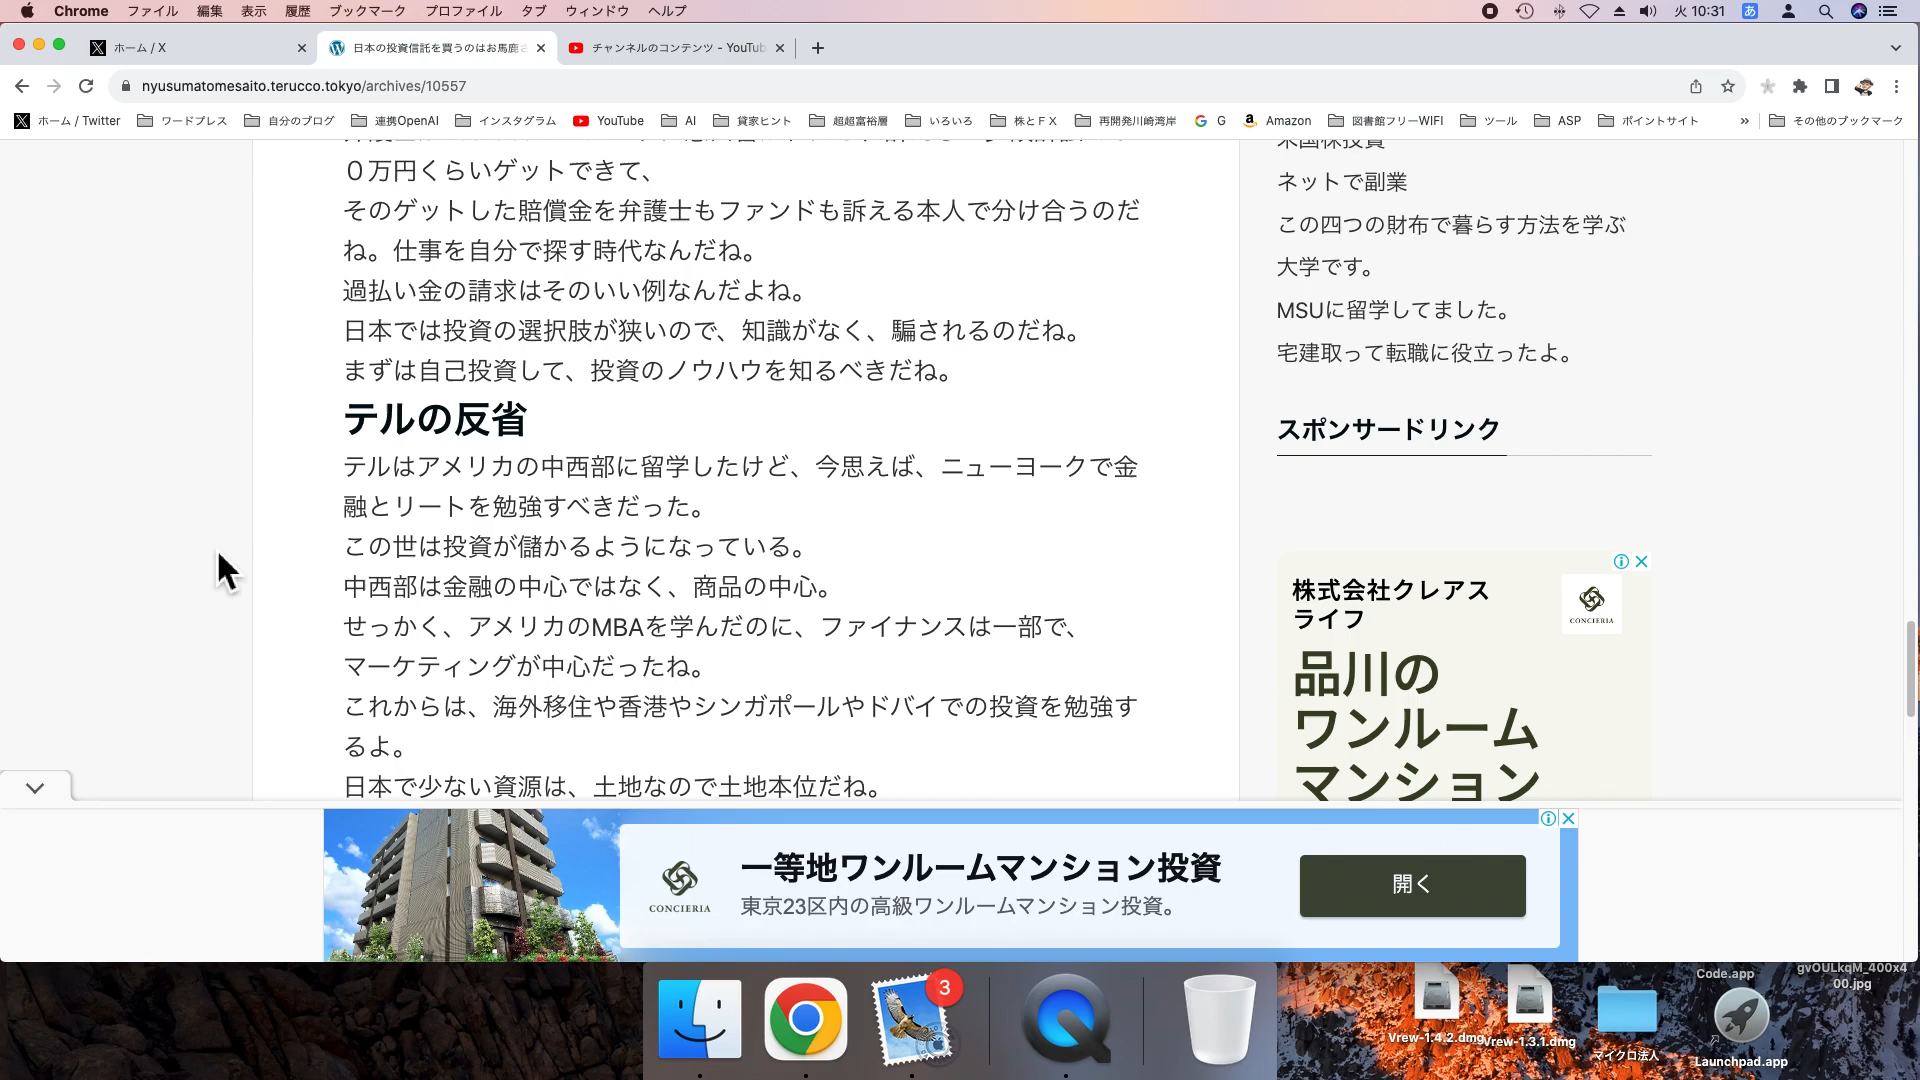 Chrome ファイル 編集 表示 履歴 ブックマーク プロファイル タブ ウィンドウ ヘルプ
火 10:31 あ
ホーム / X
日本の投資信託を買うのはお馬鹿さ
チャンネルのコンテンツ - YouTub
nyusumatomesaito.terucco.tokyo/archives/10557
ホーム / Twitter ワードプレス 自分のブログ 連携OpenAI インスタグラム YouTube AI 貸家ヒント 超超富裕層 いろいろ 株とFX 再開発川崎湾岸 G Amazon 図書館フリーWIFI ツール ASP ポイントサイト » その他のブックマーク
０万円くらいゲットできて、
そのゲットした賠償金を弁護士もファンドも訴える本人で分け合うのだ
ね。仕事を自分で探す時代なんだね。
過払い金の請求はそのいい例なんだよね。
日本では投資の選択肢が狭いので、知識がなく、騙されるのだね。
まずは自己投資して、投資のノウハウを知るべきだね。
テルの反省
テルはアメリカの中西部に留学したけど、今思えば、ニューヨークで金
融とリートを勉強すべきだった。
この世は投資が儲かるようになっている。
中西部は金融の中心ではなく、商品の中心。
せっかく、アメリカのMBAを学んだのに、ファイナンスは一部で、
マーケティングが中心だったね。
これからは、海外移住や香港やシンガポールやドバイでの投資を勉強す
るよ。
日本で少ない資源は、土地なので土地本位だね。
米国株投資
ネットで副業
この四つの財布で暮らす方法を学ぶ
大学です。
MSUに留学してました。
宅建取って転職に役立ったよ。
スポンサードリンク
株式会社クレアス
ライフ
CONCIERIA
品川の
ワンルーム
マンション
CONCIERIA
一等地ワンルームマンション投資
東京23区内の高級ワンルームマンション投資。
開く
3
Vrew-1.4.2.dmg
Vrew-1.3.1.dmg
マイクロ法人
Code.app
Launchpad.app
gvOULkqM_400x4
00.jpg